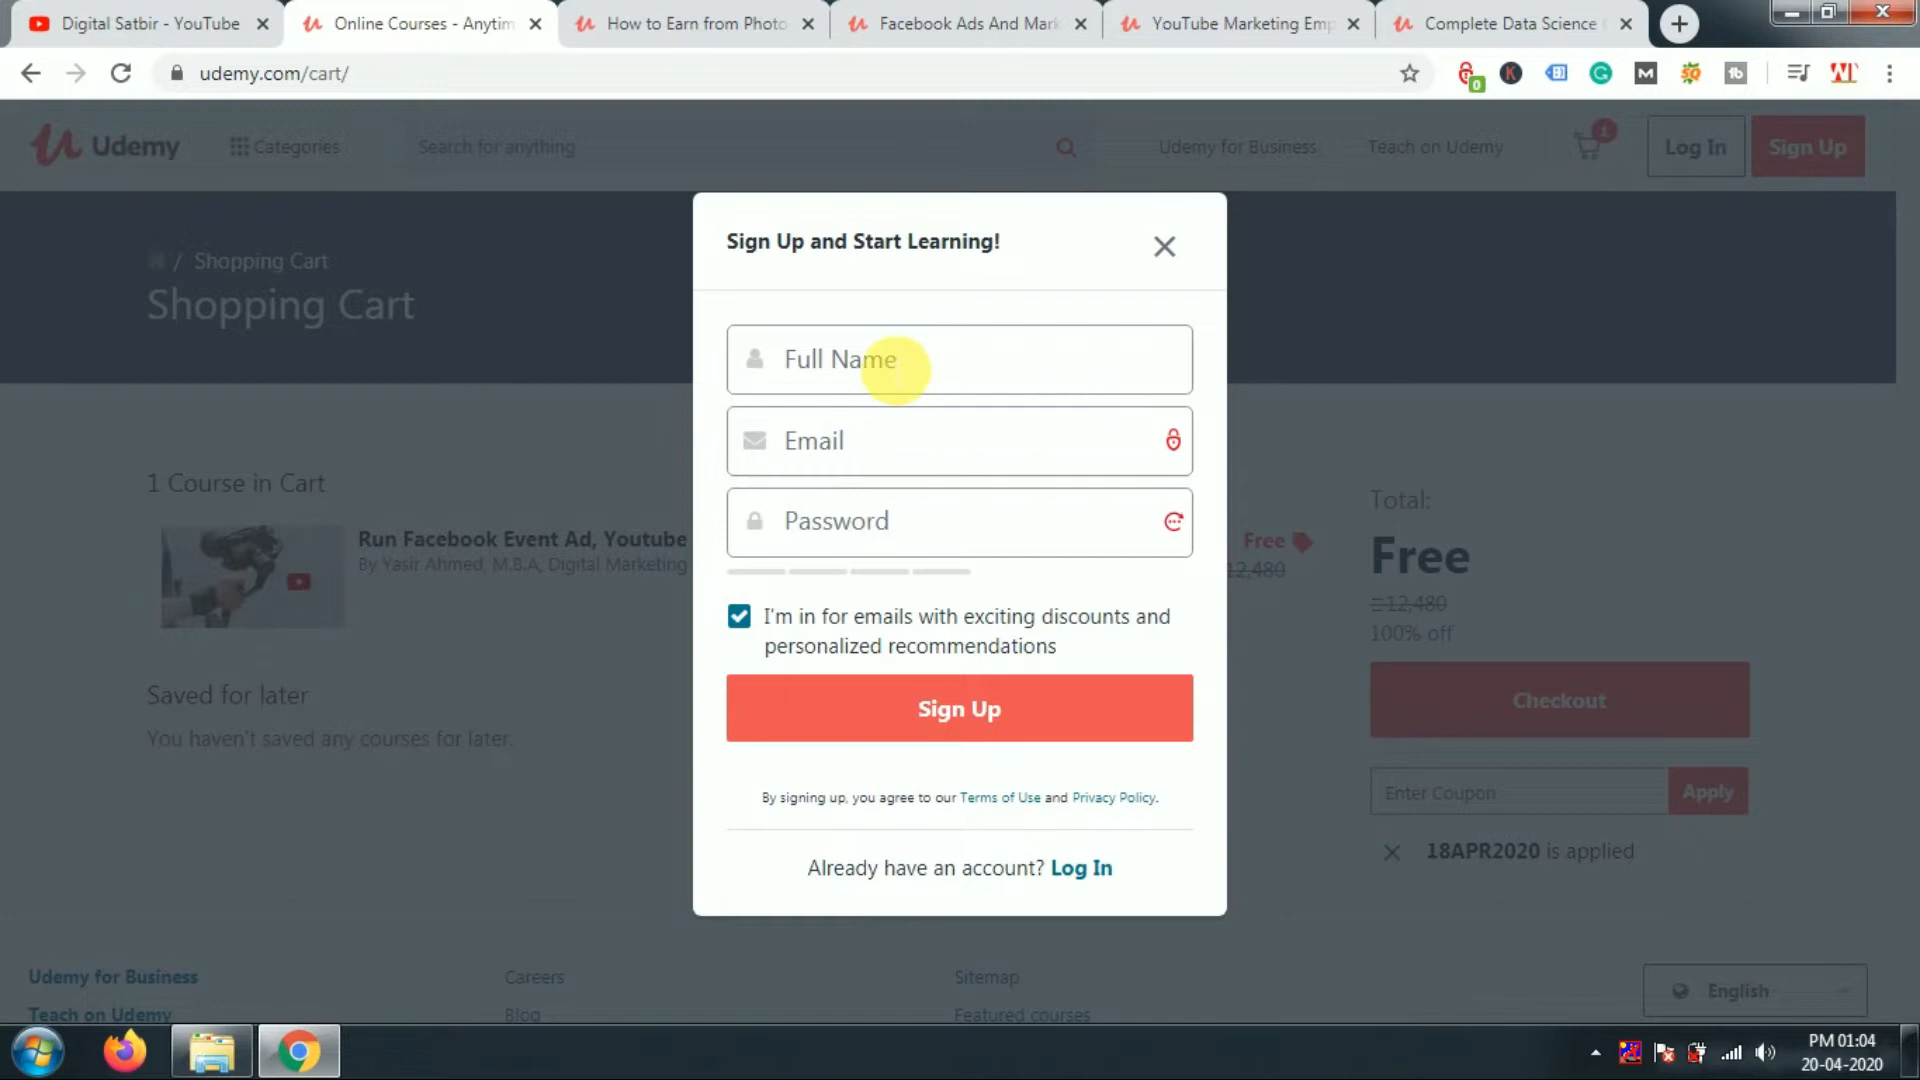 Digital Satbir - YouTube
Online Courses - Anytim
How to Earn from Photo
Facebook Ads And Mark
YouTube Marketing Emp
Complete Data Science
udemy.com/cart/
0
Udemy
Categories
Search for anything
Udemy for Business
Teach on Udemy
1
Log In
Sign Up
Sign Up and Start Learning!
/ Shopping Cart
Shopping Cart
Full Name
Email
Password
1 Course in Cart
Run Facebook Event Ad, Youtube
By Yasir Ahmed, M.B.A, Digital Marketing
Free
12,480
Total:
Free
12,480
100% off
I'm in for emails with exciting discounts and
personalized recommendations
Sign Up
Checkout
Saved for later
You haven't saved any courses for later.
Enter Coupon
Apply
By signing up, you agree to our Terms of Use and Privacy Policy.
18APR2020 is applied
Already have an account? Log In
Udemy for Business
Careers
Sitemap
English
Teach on Udemy
Blog
Featured courses
PM 01:04
20-04-2020